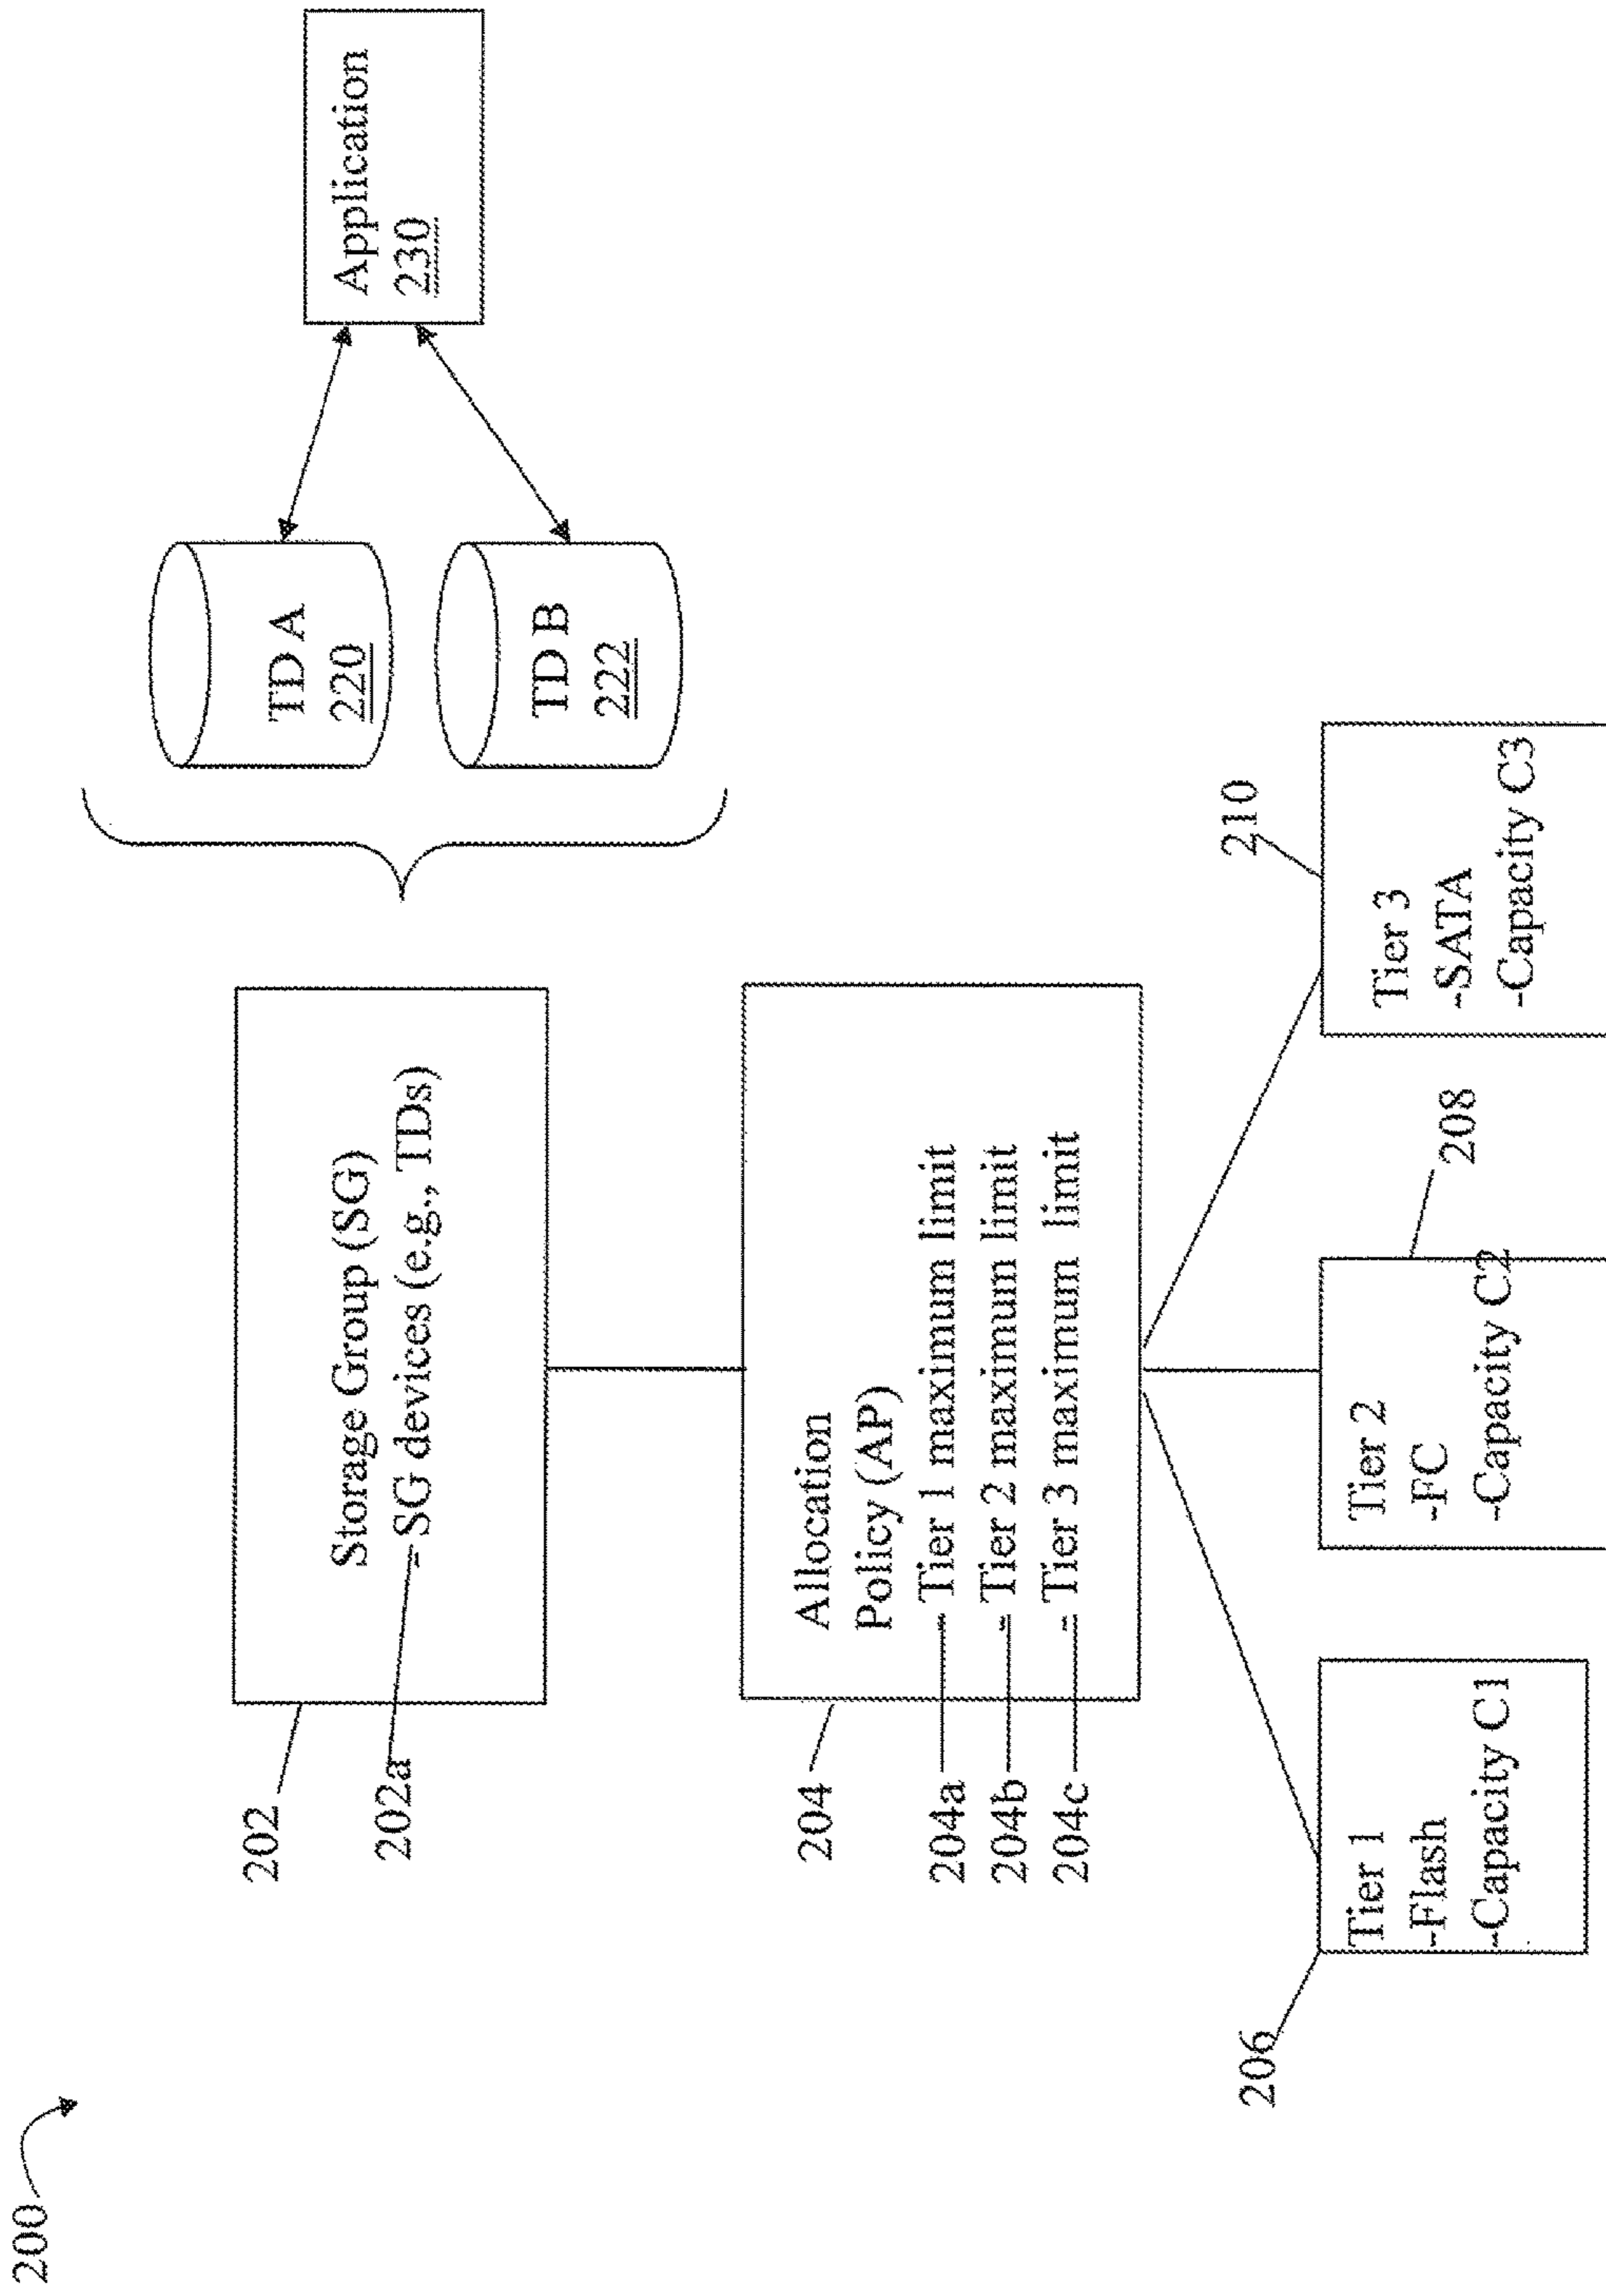 200
202
Storage Group (SG)
202a
- SG devices (e.g., TDs)
TD A
220
TD B
222
Application
230
204
Allocation
Policy (AP)
204a
- Tier 1 maximum limit
204b
- Tier 2 maximum limit
204c
- Tier 3 maximum limit
206
Tier 1
-Flash
-Capacity C1
208
Tier 2
-FC
-Capacity C2
210
Tier 3
-SATA
-Capacity C3